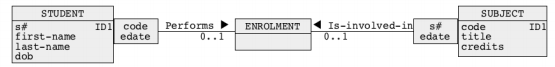 STUDENT
s# ID1
first-name
last-name
dob
code
edate
Performs ▶
0..1
ENROLMENT
◀ Is-involved-in
0..1
s#
edate
SUBJECT
code ID1
title
credits